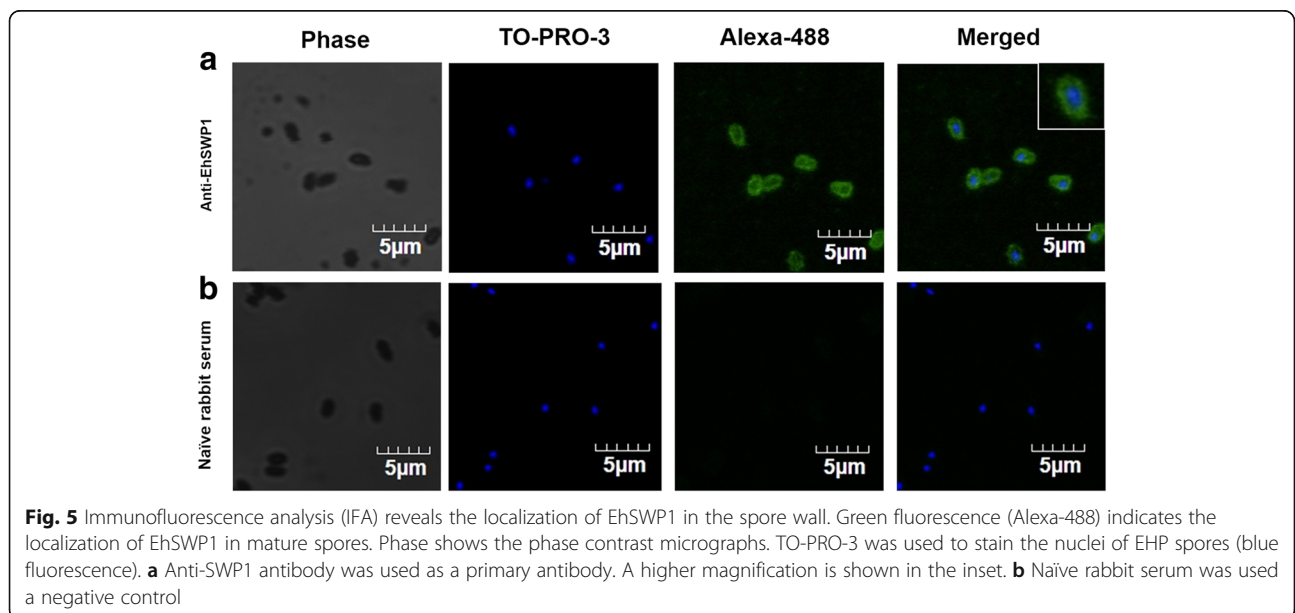 Phase TO-PRO-3 Alexa-488 Merged
a
Anti-EhSWP1
5µm 5µm 5µm 5µm
b
Naïve rabbit serum
5µm 5µm 5µm 5µm
Fig. 5 Immunofluorescence analysis (IFA) reveals the localization of EhSWP1 in the spore wall. Green fluorescence (Alexa-488) indicates the
localization of EhSWP1 in mature spores. Phase shows the phase contrast micrographs. TO-PRO-3 was used to stain the nuclei of EHP spores (blue
fluorescence). a Anti-SWP1 antibody was used as a primary antibody. A higher magnification is shown in the inset. b Naïve rabbit serum was used
a negative control